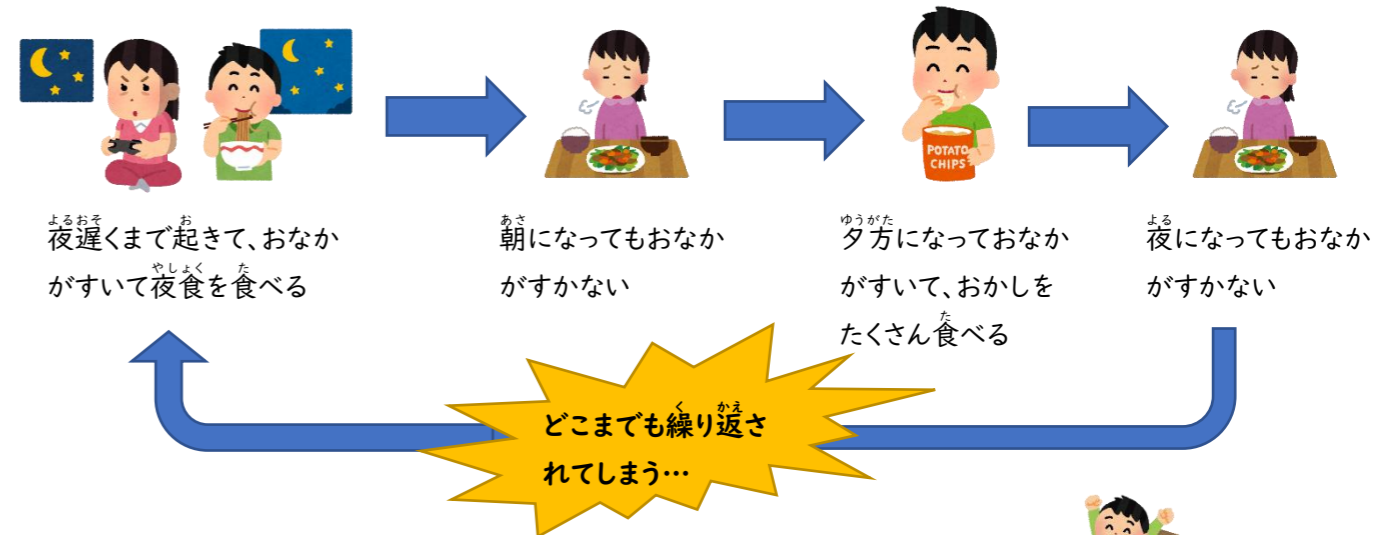 POTATO
CHIPS
夜遅くまで起きて、おなか
がすいて夜食を食べる
朝になってもおなか
がすかない
夕方になっておなか
がすいて、おかしを
たくさん食べる
夜になってもおなか
がすかない
どこまでも繰り返さ
れてしまう…